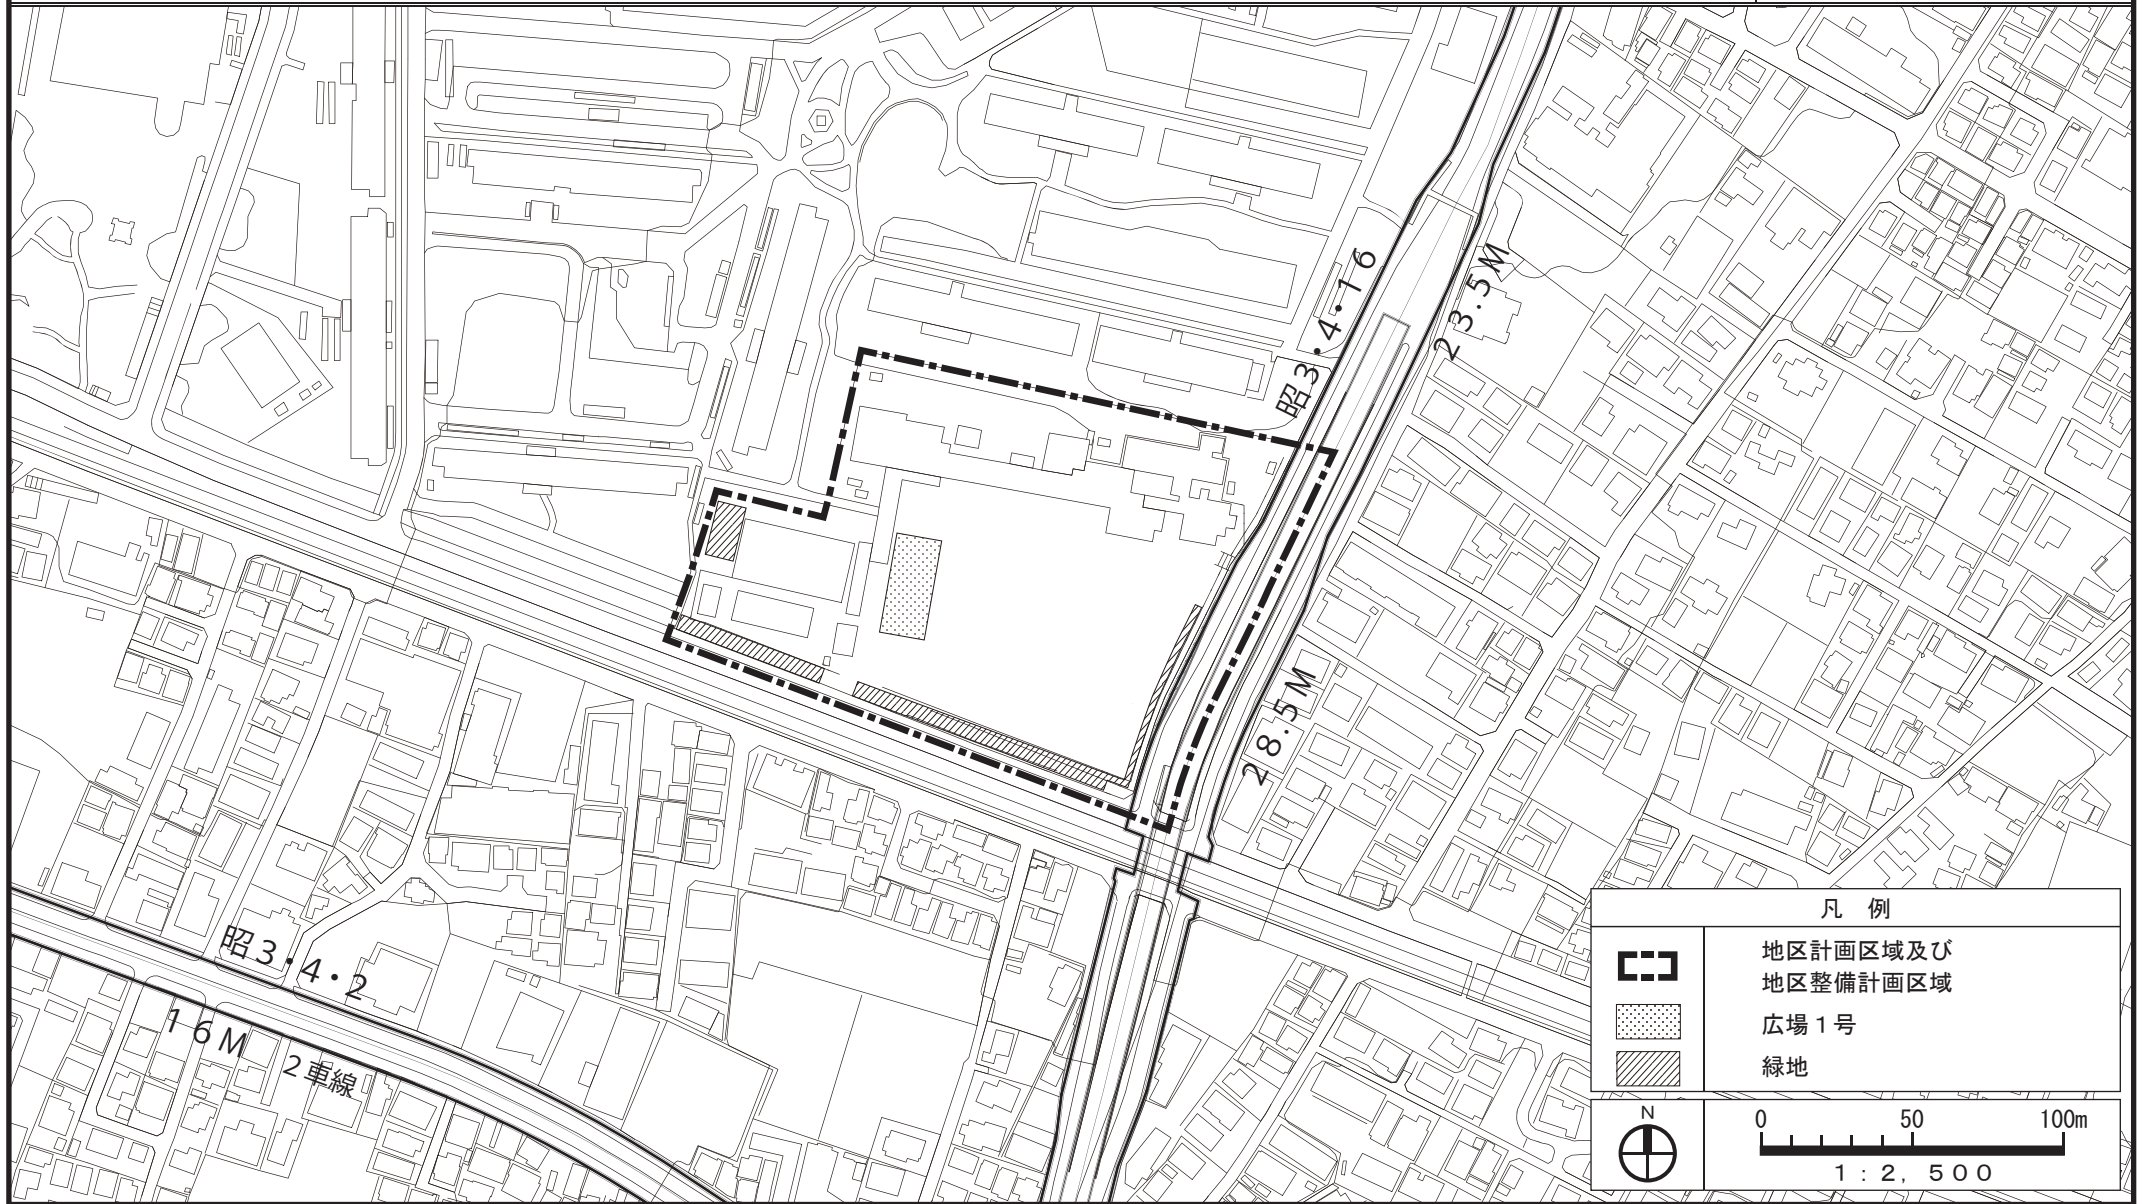 昭3・4・16
23.5M
28.5M
昭3・4・2
16M
2車線
凡 例
地区計画区域及び
地区整備計画区域
広場１号
緑地
N
0 50 100m
1：2，500